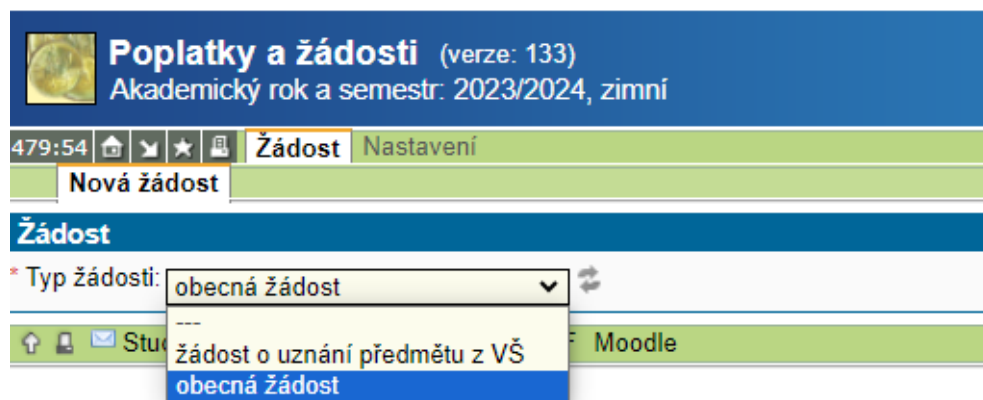 Poplatky a žádosti (verze: 133)
Akademický rok a semestr: 2023/2024, zimní
479:54 Žádost Nastavení
Nová žádost
Žádost
* Typ žádosti: obecná žádost
---
Moodle
žádost o uznání předmětu z VŠ
obecná žádost